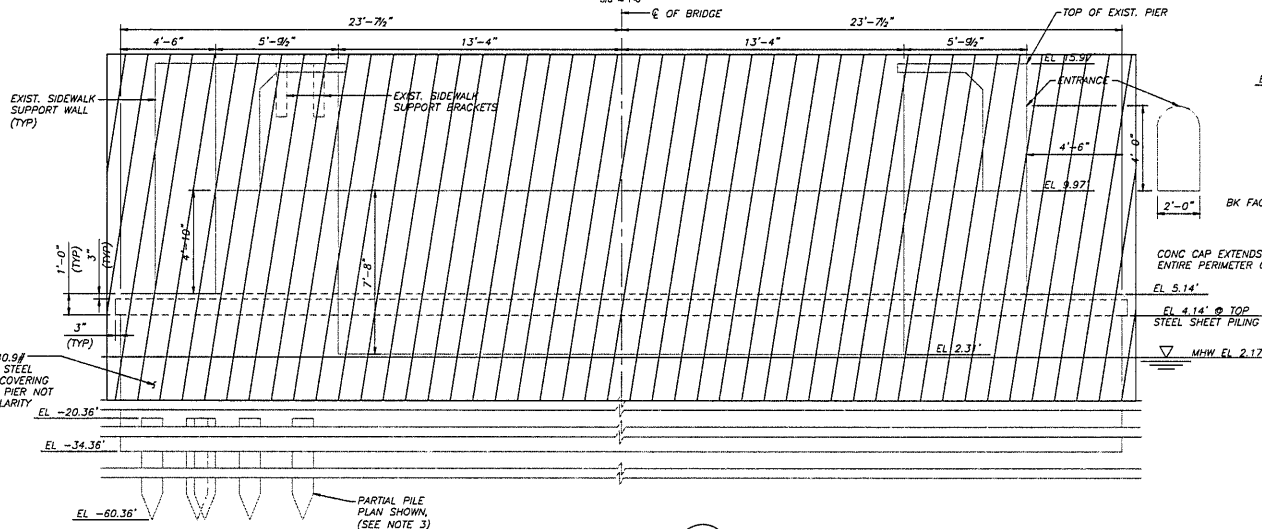 ℄ OF BRIDGE
23'-7½"
23'-7½"
TOP OF EXIST. PIER
4'-6"
5'-9½"
13'-4"
13'-4"
5'-9½"
EL 15.97'
EXIST. SIDEWALK
SUPPORT WALL
(TYP)
EXIST. SIDEWALK
SUPPORT BRACKETS
ENTRANCE
4'-0"
4'-6"
EL 9.97'
2'-0"
BK FAC
4'-10"
7'-8"
1'-0"
(TYP)
3"
(TYP)
CONC CAP EXTENDS
ENTIRE PERIMETER
EL 5.14'
EL 4.14' @ TOP
STEEL SHEET PILING
3"
(TYP)
EL 2.31'
MHW EL 2.17
STEEL
COVERING
PIER NOT
LARITY
EL -20.36'
EL -34.36'
EL -60.36'
PARTIAL PILE
PLAN SHOWN,
(SEE NOTE 3)